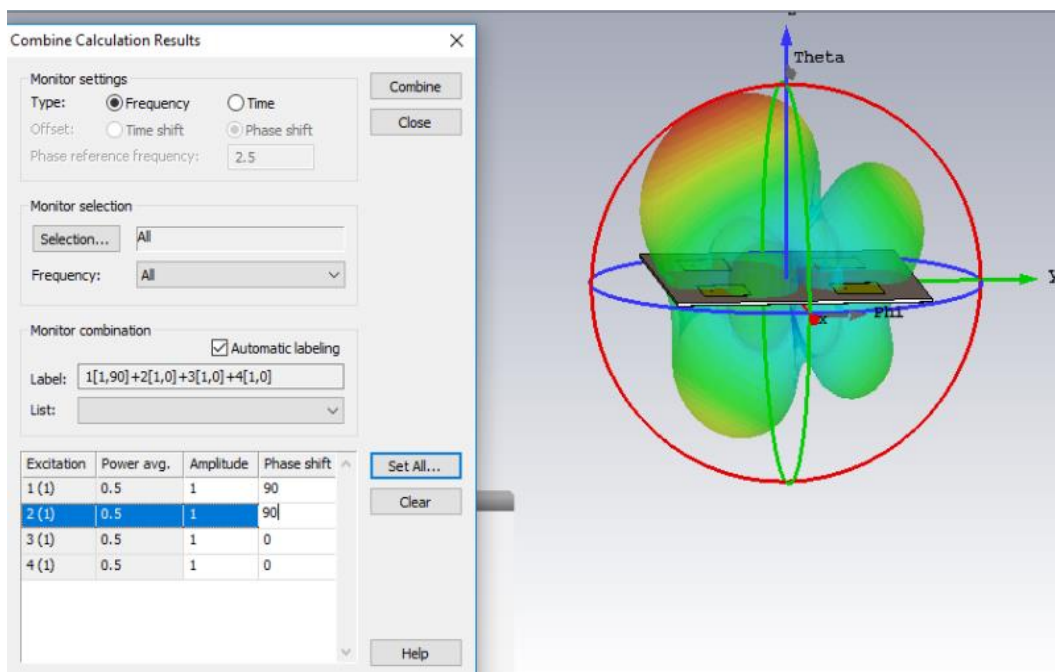 Combine Calculation Results
Monitor settings
Type: Frequency Time
Offset: Time shift Phase shift
Phase reference frequency: 2.5
Combine
Close
Monitor selection
Selection... All
Frequency: All
Monitor combination
Automatic labeling
Label: 1[1,90]+2[1,0]+3[1,0]+4[1,0]
List:
Excitation Power avg. Amplitude Phase shift
1 (1) 0.5 1 90
2 (1) 0.5 1 90
3 (1) 0.5 1 0
4 (1) 0.5 1 0
Set All...
Clear
Help
Theta
Phi
x